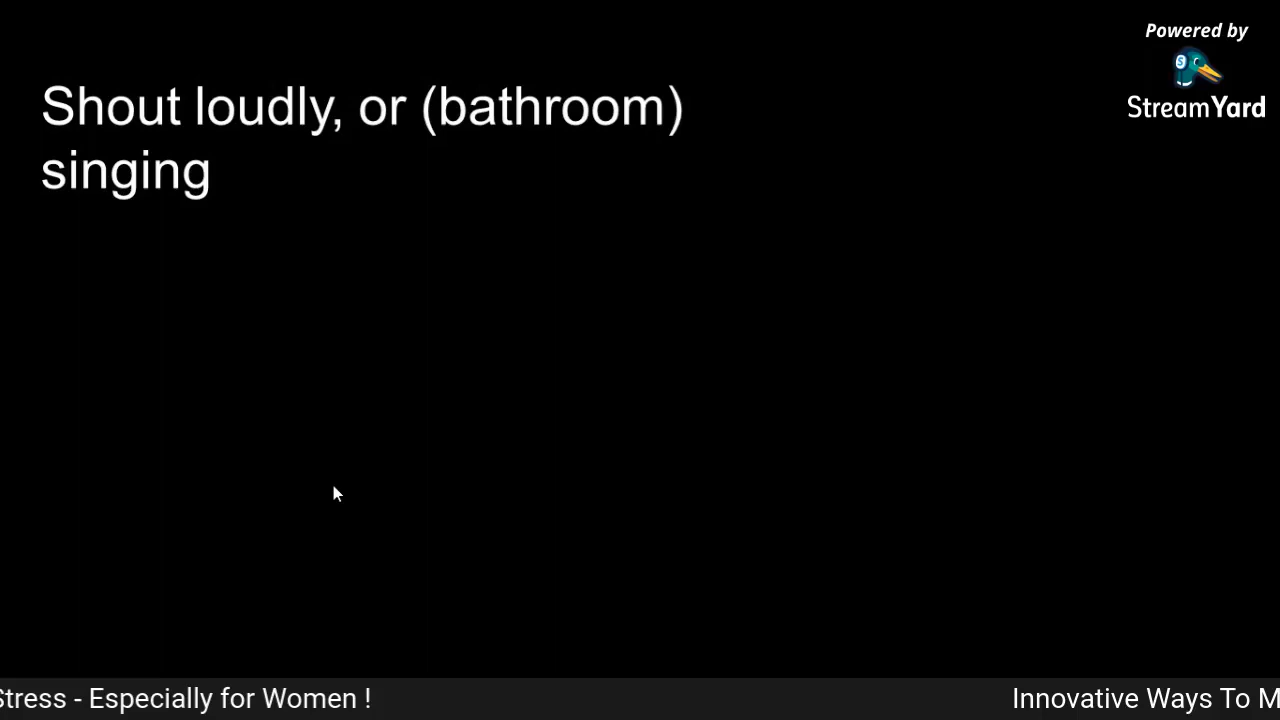 Powered by
StreamYard
Shout loudly, or (bathroom)
singing
Stress - Especially for Women !
Innovative Ways To M